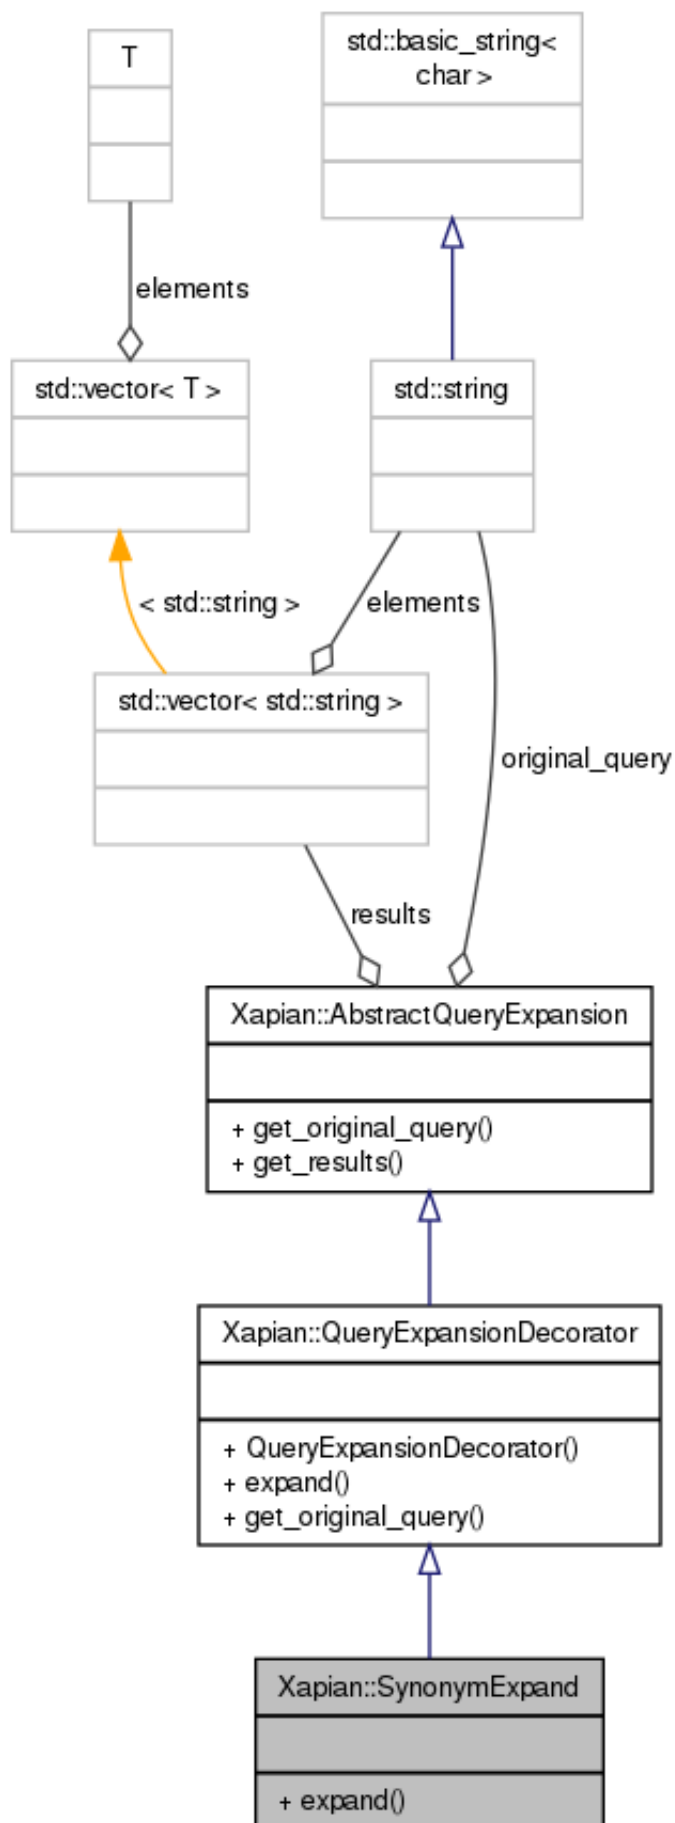 T
std::basic_string<
char >
elements
std::vector< T >
std::string
< std::string >
elements
std::vector< std::string >
original_query
results
Xapian::AbstractQueryExpansion
+ get_original_query()
+ get_results()
Xapian::QueryExpansionDecorator
+ QueryExpansionDecorator()
+ expand()
+ get_original_query()
Xapian::SynonymExpand
+ expand()